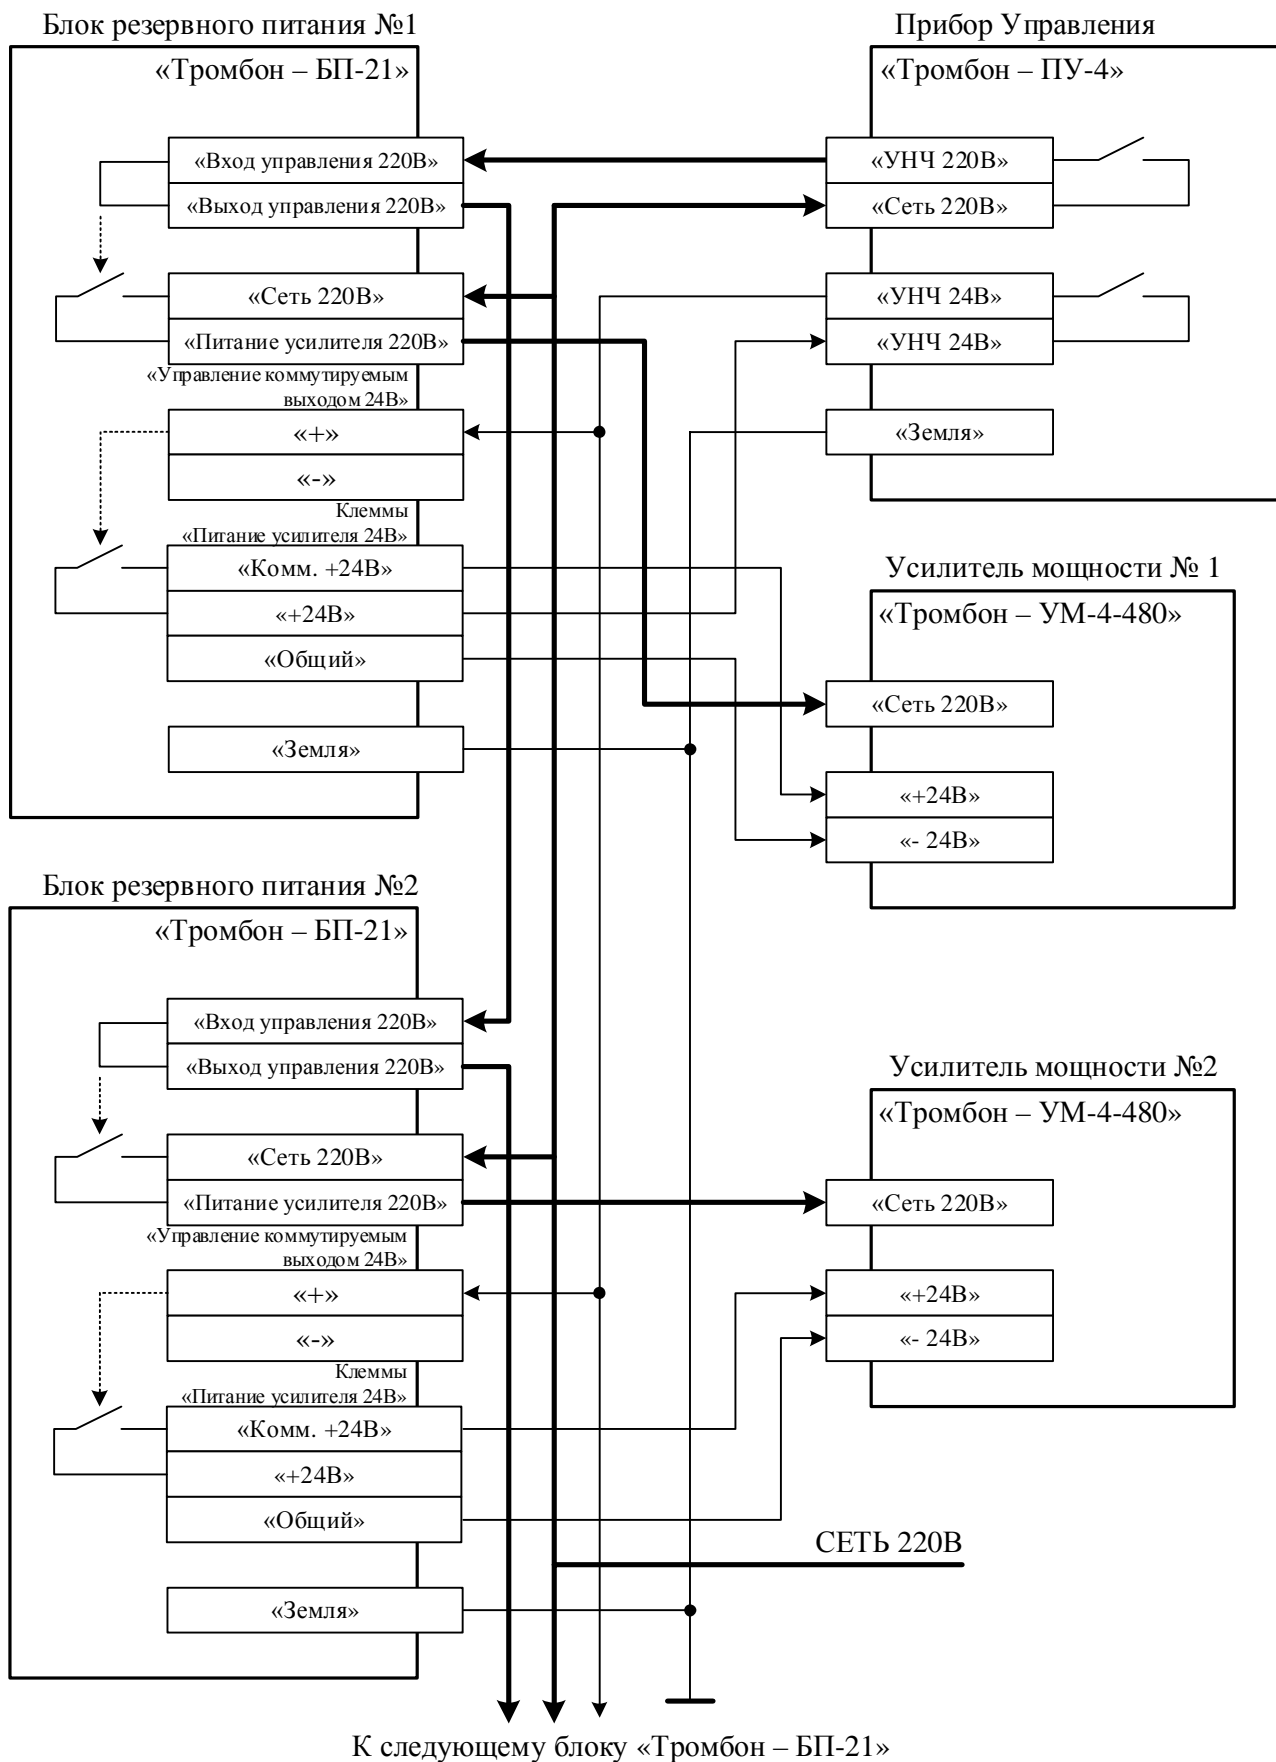 Блок резервного питания №1
«Тромбон – БП-21»
«Вход управления 220В»
«Выход управления 220В»
«Сеть 220В»
«Питание усилителя 220В»
«Управление коммутируемым
выходом 24В»
«+»
«-»
Клеммы
«Питание усилителя 24В»
«Комм. +24В»
«+24В»
«Общий»
«Земля»
Прибор Управления
«Тромбон – ПУ-4»
«УНЧ 220В»
«Сеть 220В»
«УНЧ 24В»
«УНЧ 24В»
«Земля»
Усилитель мощности № 1
«Тромбон – УМ-4-480»
«Сеть 220В»
«+24В»
«- 24В»
Блок резервного питания №2
«Тромбон – БП-21»
«Вход управления 220В»
«Выход управления 220В»
«Сеть 220В»
«Питание усилителя 220В»
«Управление коммутируемым
выходом 24В»
«+»
«-»
Клеммы
«Питание усилителя 24В»
«Комм. +24В»
«+24В»
«Общий»
«Земля»
Усилитель мощности №2
«Тромбон – УМ-4-480»
«Сеть 220В»
«+24В»
«- 24В»
СЕТЬ 220В
К следующему блоку «Тромбон – БП-21»